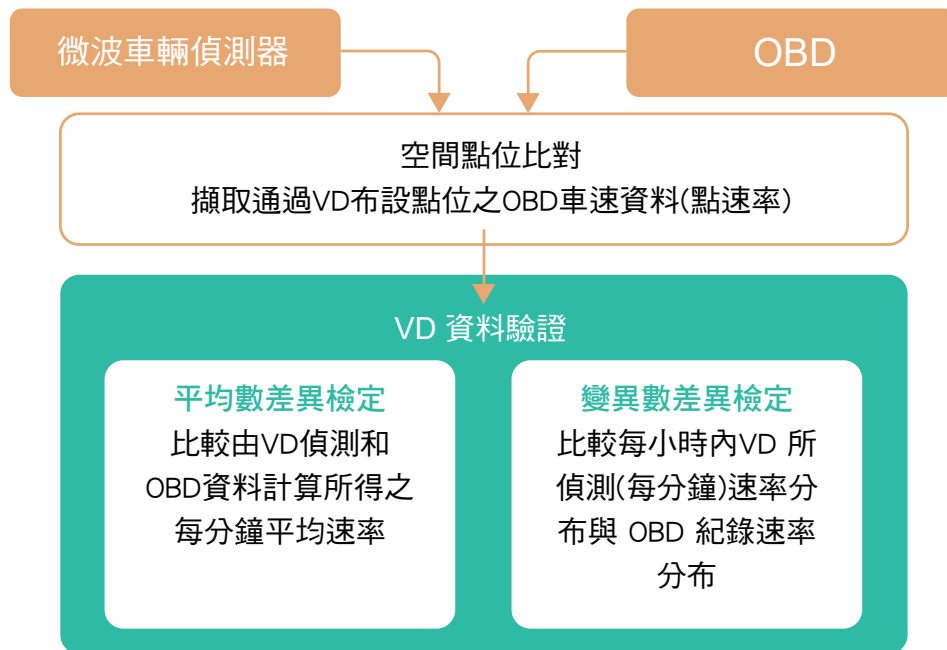 微波車輛偵測器
OBD
空間點位比對
擷取通過VD布設點位之OBD車速資料(點速率)
VD 資料驗證
平均數差異檢定
比較由VD偵測和
OBD資料計算所得之
每分鐘平均速率
變異數差異檢定
比較每小時內VD 所
偵測(每分鐘)速率分
布與 OBD 紀錄速率
分布